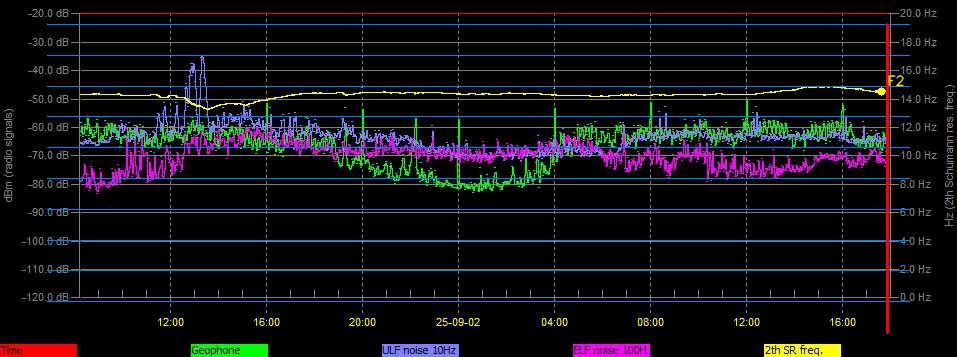 -20.0 dB 20.0 Hz
-30.0 dB 18.0 Hz
-40.0 dB 16.0 Hz
F2
-50.0 dB 14.0 Hz
-60.0 dB 12.0 Hz
-70.0 dB 10.0 Hz
-80.0 dB 8.0 Hz
-90.0 dB 6.0 Hz
-100.0 dB 4.0 Hz
-110.0 dB 2.0 Hz
-120.0 dB 0.0 Hz
dBm (radio signals)
Hz (2th Schumann res. freq.)
12:00 16:00 20:00 25-09-02 04:00 08:00 12:00 16:00
Time Geophone ULF noise 10Hz ELF noise 100H 2th SR freq.